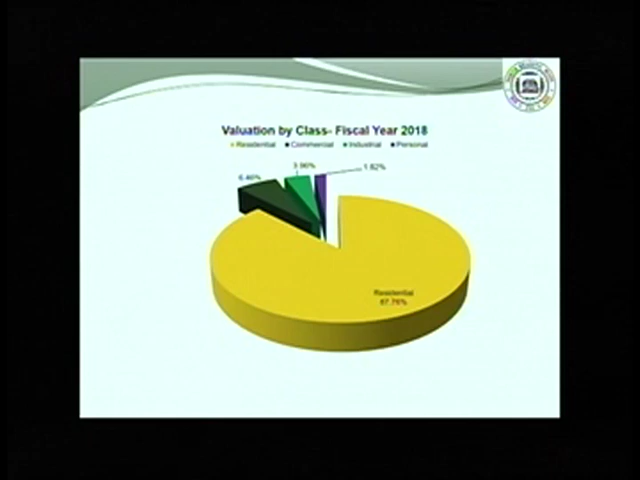 Valuation by Class- Fiscal Year 2018
Residential Commercial Industrial Personal
3.96%
1.82%
6.46%
Residential
87.76%